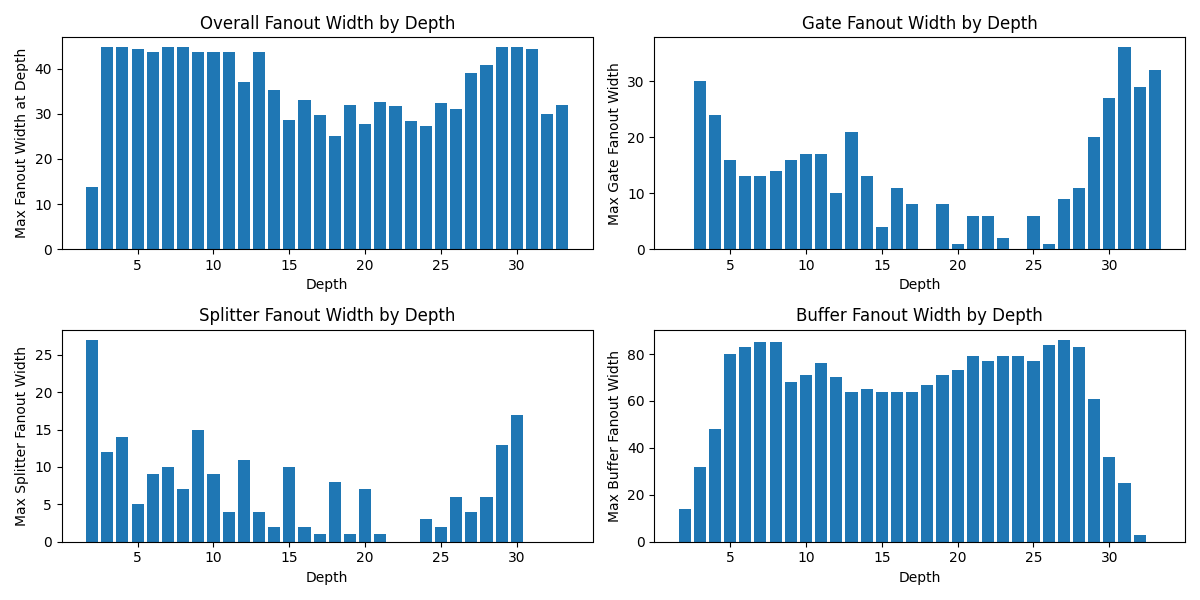 Overall Fanout Width by Depth
Max Fanout Width at Depth
40
30
20
10
0
5 10 15 20 25 30
Depth
Gate Fanout Width by Depth
Max Gate Fanout Width
30
20
10
0
5 10 15 20 25 30
Depth
Splitter Fanout Width by Depth
Max Splitter Fanout Width
25
20
15
10
5
0
5 10 15 20 25 30
Depth
Buffer Fanout Width by Depth
Max Buffer Fanout Width
80
60
40
20
0
5 10 15 20 25 30
Depth